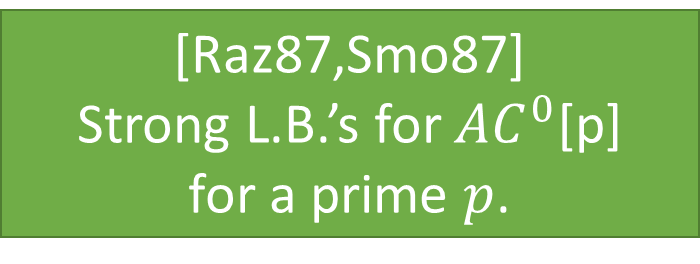 [Raz87,Smo87]
Strong L.B.’s for 𝐴𝐶⁰[p]
for a prime 𝑝.